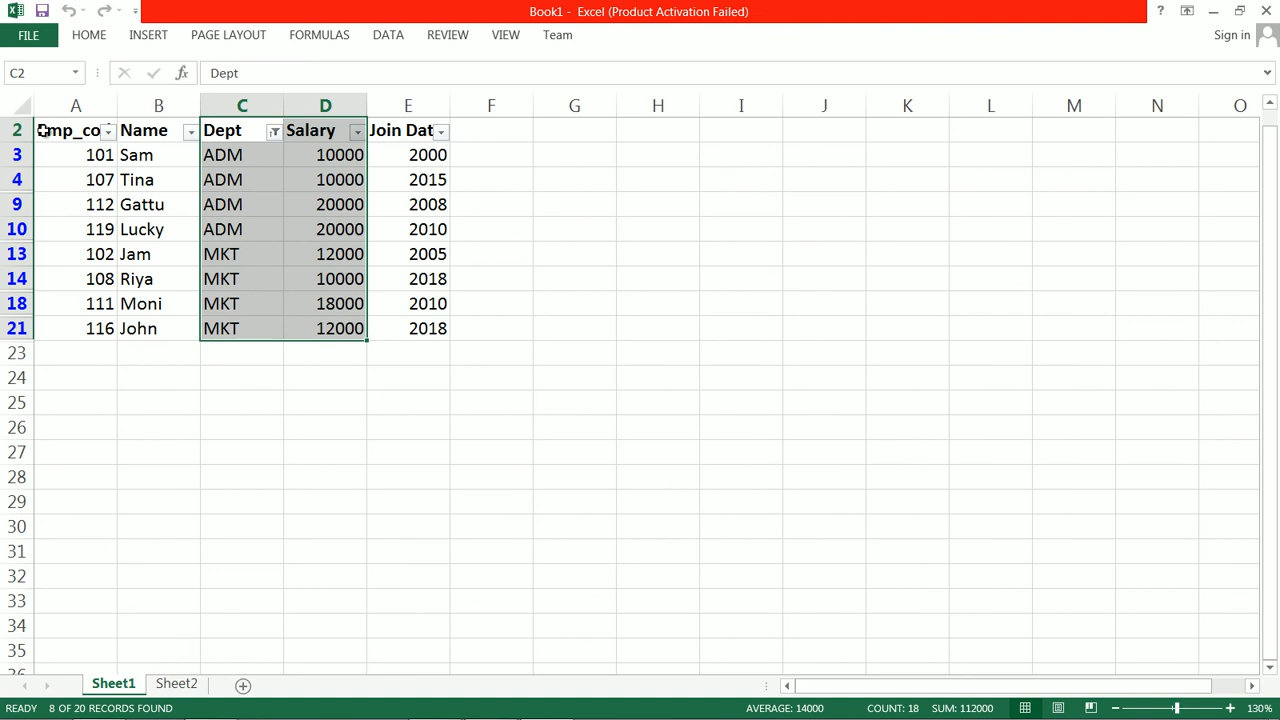 Book1 - Excel (Product Activation Failed)
FILE HOME INSERT PAGE LAYOUT FORMULAS DATA REVIEW VIEW Team Sign in
C2 fx Dept
A B C D E F G H I J K L M N O
2 Name Dept Salary Join Dat
3 101 Sam ADM 10000 2000
4 107 Tina ADM 10000 2015
9 112 Gattu ADM 20000 2008
10 119 Lucky ADM 20000 2010
13 102 Jam MKT 12000 2005
14 108 Riya MKT 10000 2018
18 111 Moni MKT 18000 2010
21 116 John MKT 12000 2018
23
24
25
26
27
28
29
30
31
32
33
34
35
Sheet1 Sheet2
READY 8 OF 20 RECORDS FOUND AVERAGE: 14000 COUNT: 18 SUM: 112000 130%